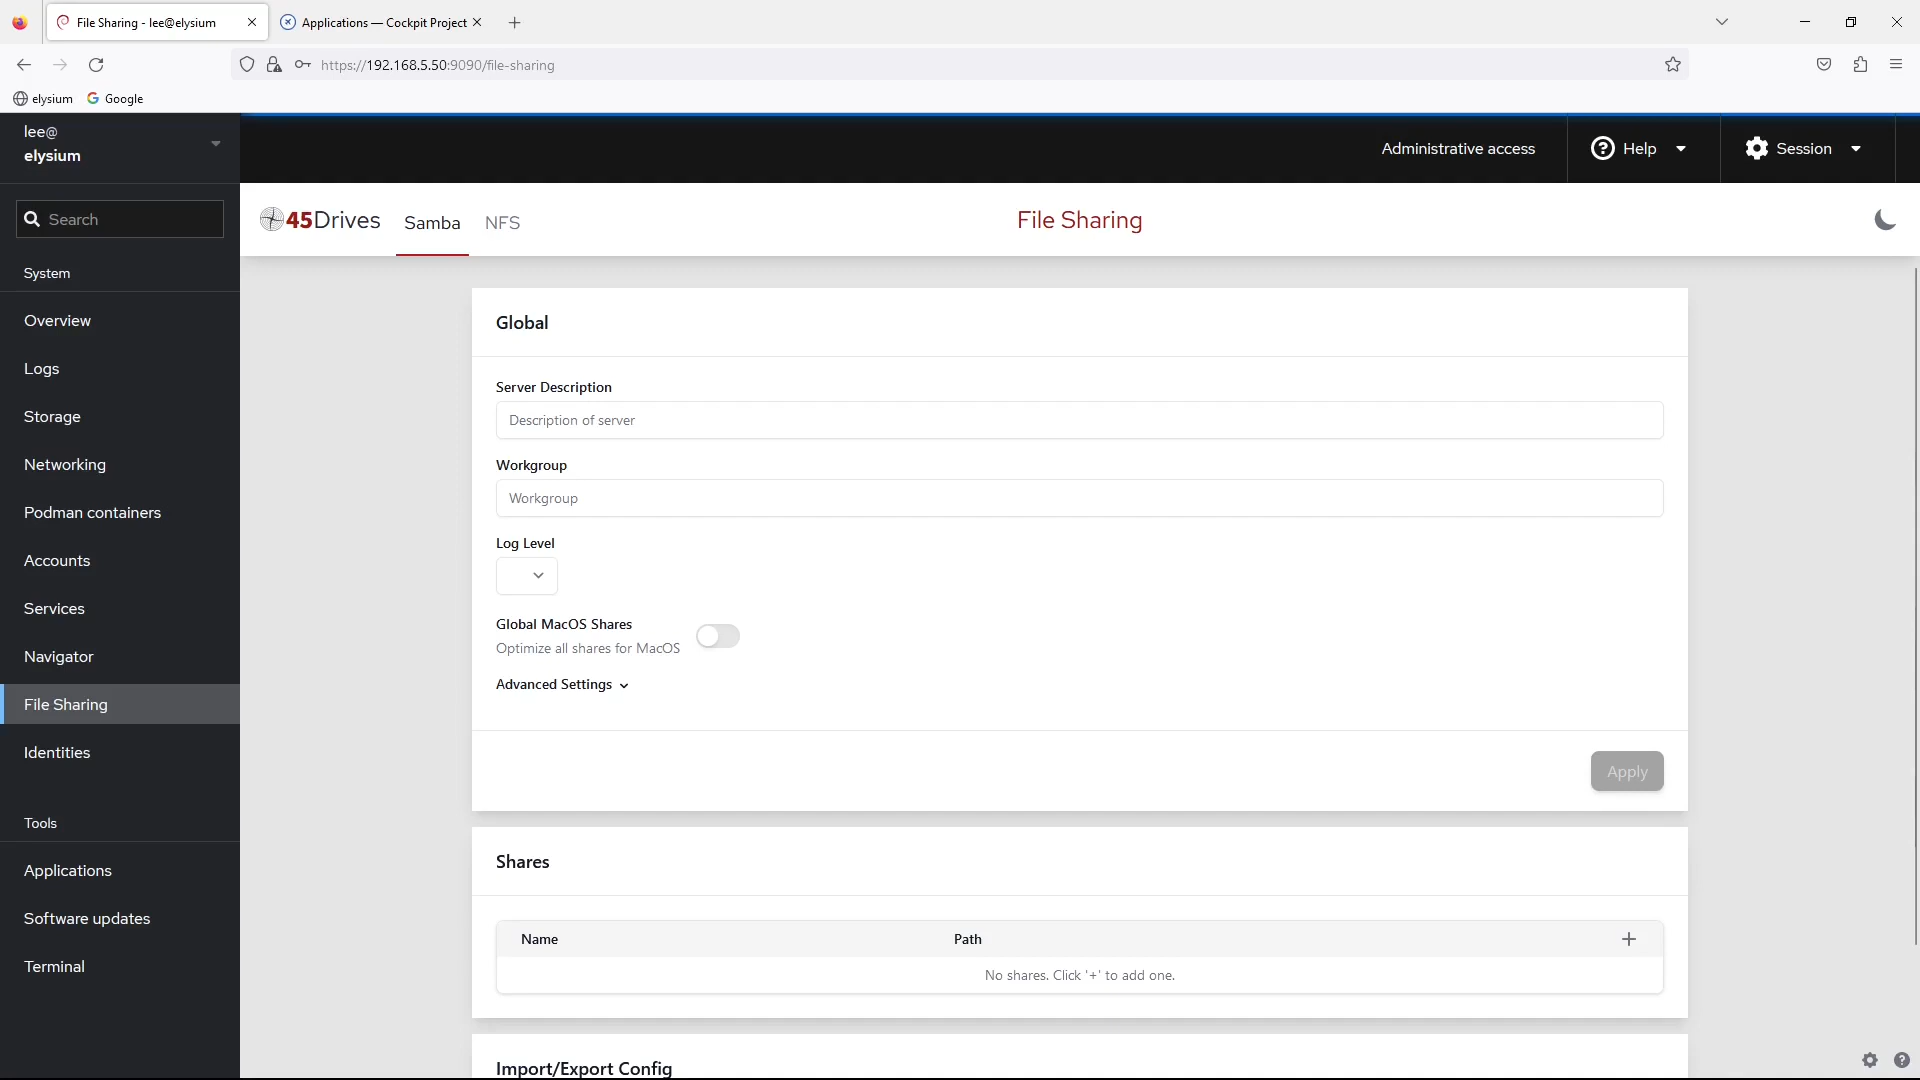 File Sharing - lee@elysium
Applications — Cockpit Project
https://192.168.5.50:9090/file-sharing
elysium
Google
lee@
elysium
Administrative access
Help
Session
Search
45Drives
Samba
NFS
File Sharing
System
Overview
Logs
Storage
Networking
Podman containers
Accounts
Services
Navigator
File Sharing
Identities
Tools
Applications
Software updates
Terminal
Global
Server Description
Description of server
Workgroup
Workgroup
Log Level
Global MacOS Shares
Optimize all shares for MacOS
Advanced Settings
Apply
Shares
Name Path
No shares. Click '+' to add one.
Import/Export Config